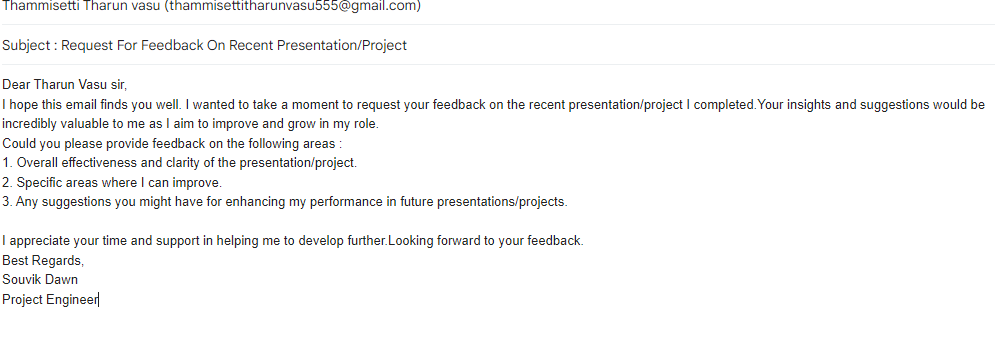 Thammisetti Tharun vasu (thammisettitharunvasu555@gmail.com)
Subject : Request For Feedback On Recent Presentation/Project
Dear Tharun Vasu sir,
I hope this email finds you well. I wanted to take a moment to request your feedback on the recent presentation/project I completed.Your insights and suggestions would be
incredibly valuable to me as I aim to improve and grow in my role.
Could you please provide feedback on the following areas :
1. Overall effectiveness and clarity of the presentation/project.
2. Specific areas where I can improve.
3. Any suggestions you might have for enhancing my performance in future presentations/projects.
I appreciate your time and support in helping me to develop further.Looking forward to your feedback.
Best Regards,
Souvik Dawn
Project Engineer